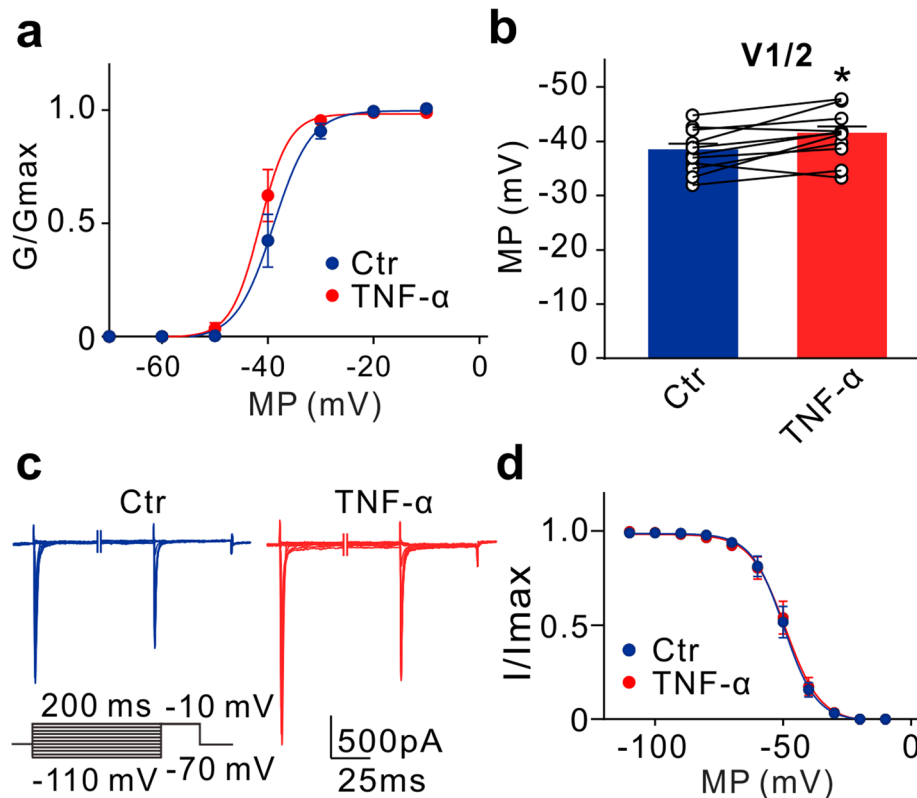 a
G/Gmax
1.0
0.5
0
-60
-40
-20
0
MP (mV)
Ctr
TNF-α
b
V1/2
*
MP (mV)
-50
-40
-30
-20
-10
0
Ctr
TNF-α
c
Ctr
TNF-α
200 ms
-10 mV
-110 mV
-70 mV
500pA
25ms
d
I/Imax
1.0
0.5
0
-100
-50
0
MP (mV)
Ctr
TNF-α